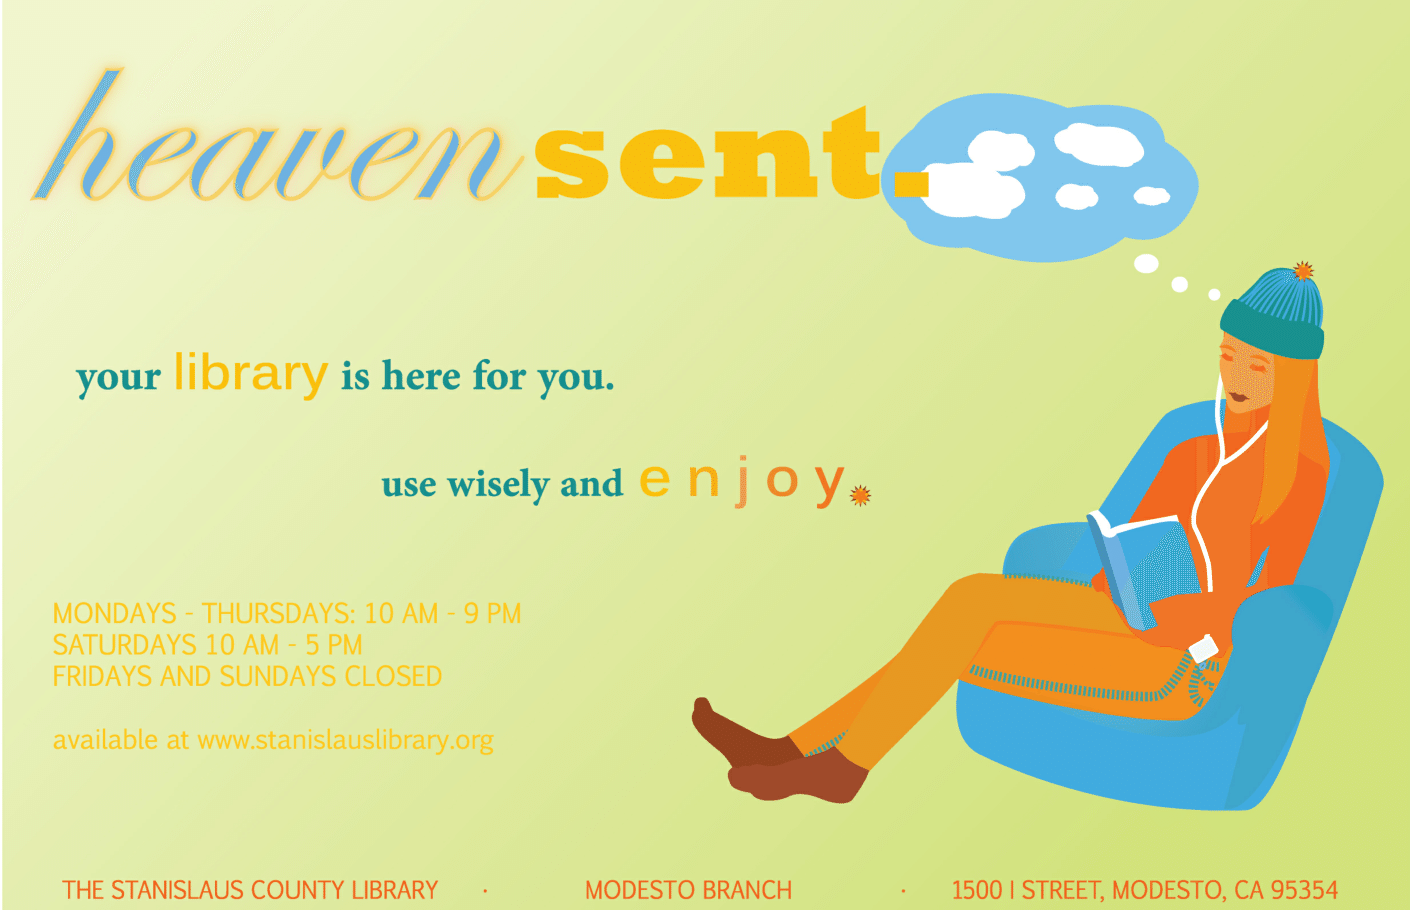 heaven sent.
your library is here for you.
use wisely and enjoy.
MONDAYS - THURSDAYS: 10 AM - 9 PM
SATURDAYS 10 AM - 5 PM
FRIDAYS AND SUNDAYS CLOSED
available at www.stanislauslibrary.org
THE STANISLAUS COUNTY LIBRARY · MODESTO BRANCH · 1500 I STREET, MODESTO, CA 95354